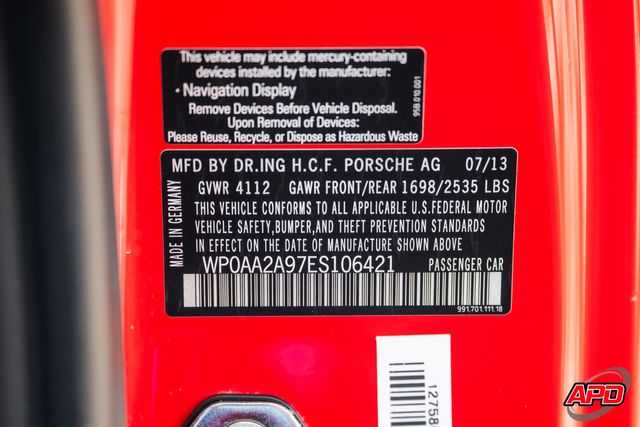 This vehicle may include mercury-containing
devices installed by the manufacturer:
• Navigation Display
Remove Devices Before Vehicle Disposal.
Upon Removal of Devices:
Please Reuse, Recycle, or Dispose as Hazardous Waste
95B.010.001
MFD BY DR.ING H.C.F. PORSCHE AG 07/13
GVWR 4112 GAWR FRONT/REAR 1698/2535 LBS
THIS VEHICLE CONFORMS TO ALL APPLICABLE U.S.FEDERAL MOTOR
VEHICLE SAFETY,BUMPER,AND THEFT PREVENTION STANDARDS
IN EFFECT ON THE DATE OF MANUFACTURE SHOWN ABOVE
WP0AA2A97ES106421 PASSENGER CAR
MADE IN GERMANY
991.701.111.18
APD